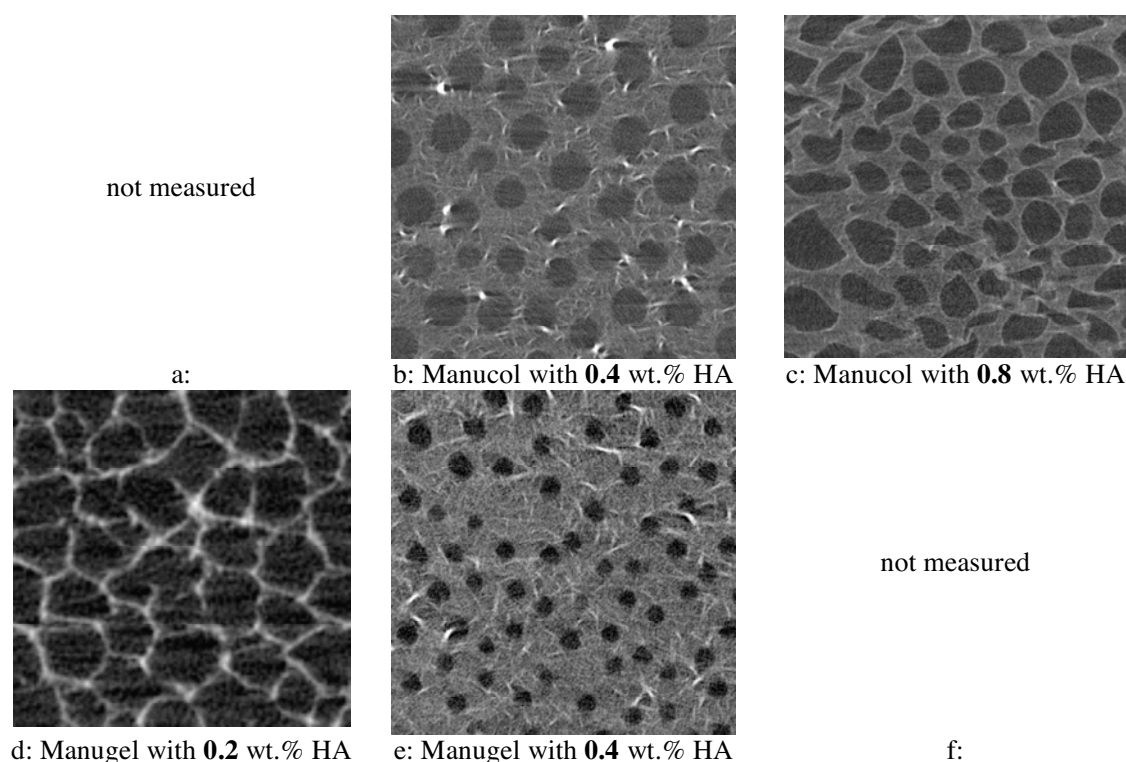 not measured
a:
b: Manucol with 0.4 wt.% HA
c: Manucol with 0.8 wt.% HA
not measured
d: Manugel with 0.2 wt.% HA
e: Manugel with 0.4 wt.% HA
f: